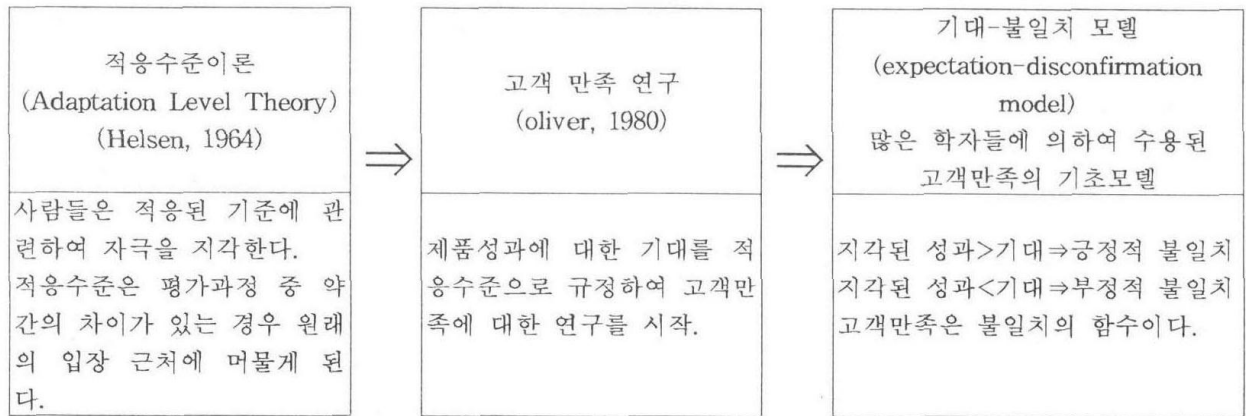 적응수준이론
(Adaptation Level Theory)
(Helsen, 1964)
사람들은 적응된 기준에 관
련하여 자극을 지각한다.
적응수준은 평가과정 중 약
간의 차이가 있는 경우 원래
의 입장 근처에 머물게 된
다.
⇒
고객 만족 연구
(oliver, 1980)
제품성과에 대한 기대를 적
응수준으로 규정하여 고객만
족에 대한 연구를 시작.
⇒
기대-불일치 모델
(expectation-disconfirmation
model)
많은 학자들에 의하여 수용된
고객만족의 기초모델
지각된 성과>기대⇒긍정적 불일치
지각된 성과<기대⇒부정적 불일치
고객만족은 불일치의 함수이다.